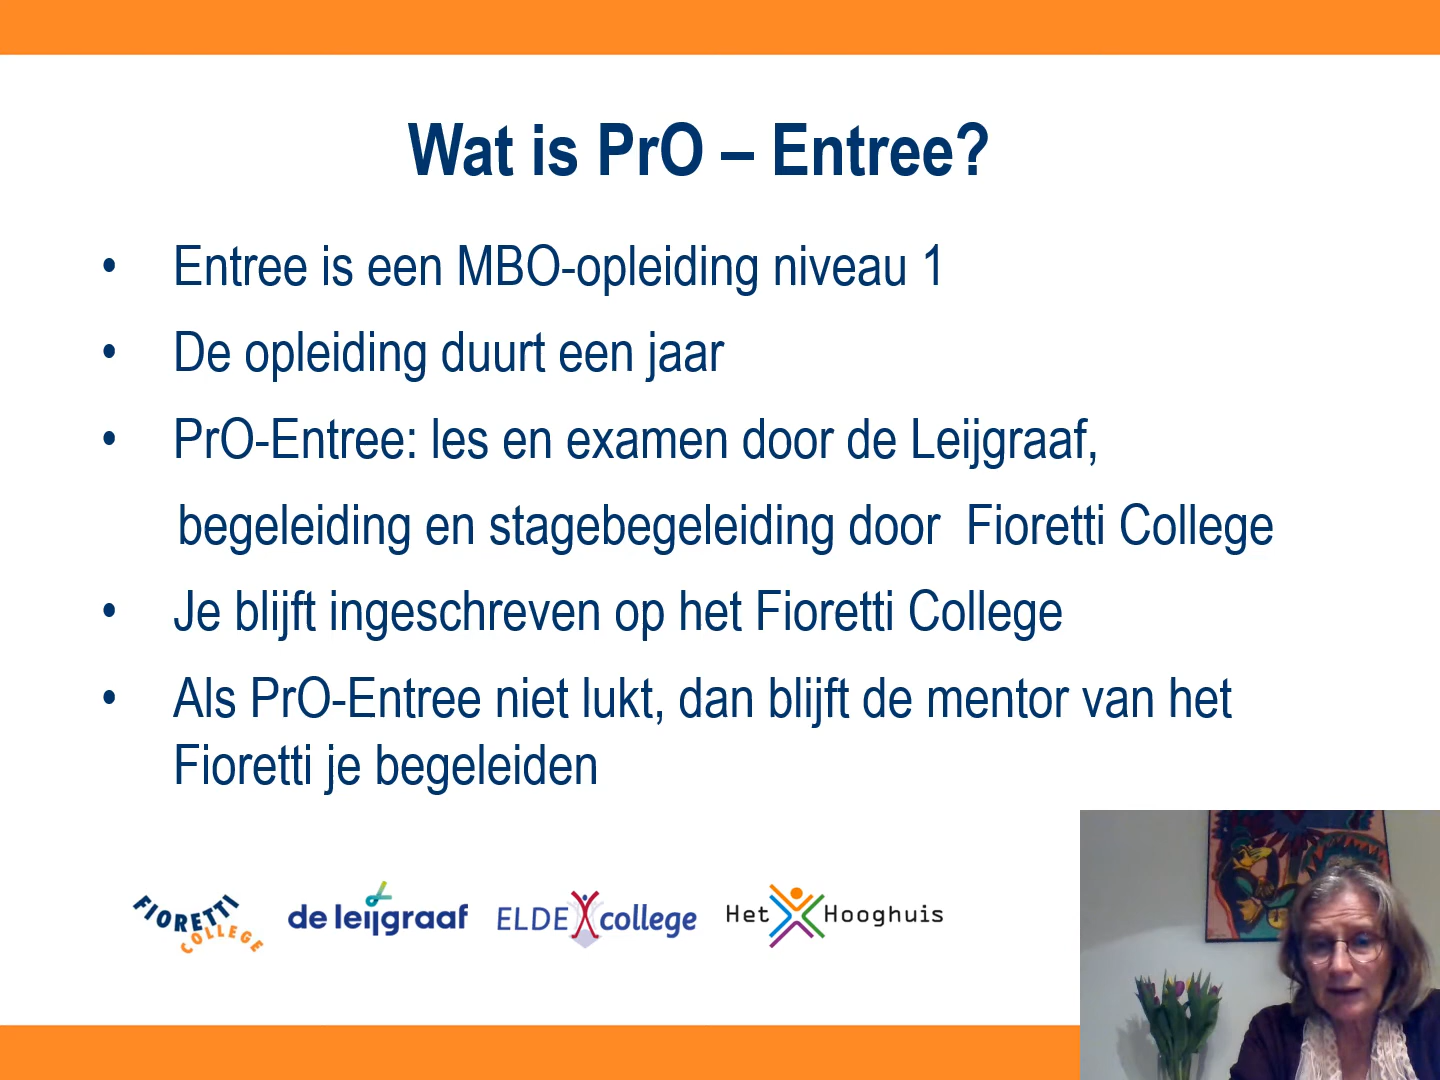 Wat is PrO – Entree?
• Entree is een MBO-opleiding niveau 1
• De opleiding duurt een jaar
• PrO-Entree: les en examen door de Leijgraaf,
begeleiding en stagebegeleiding door Fioretti College
• Je blijft ingeschreven op het Fioretti College
• Als PrO-Entree niet lukt, dan blijft de mentor van het
Fioretti je begeleiden
FIORETTI
COLLEGE
de leijgraaf
ELDE college
Het Hooghuis